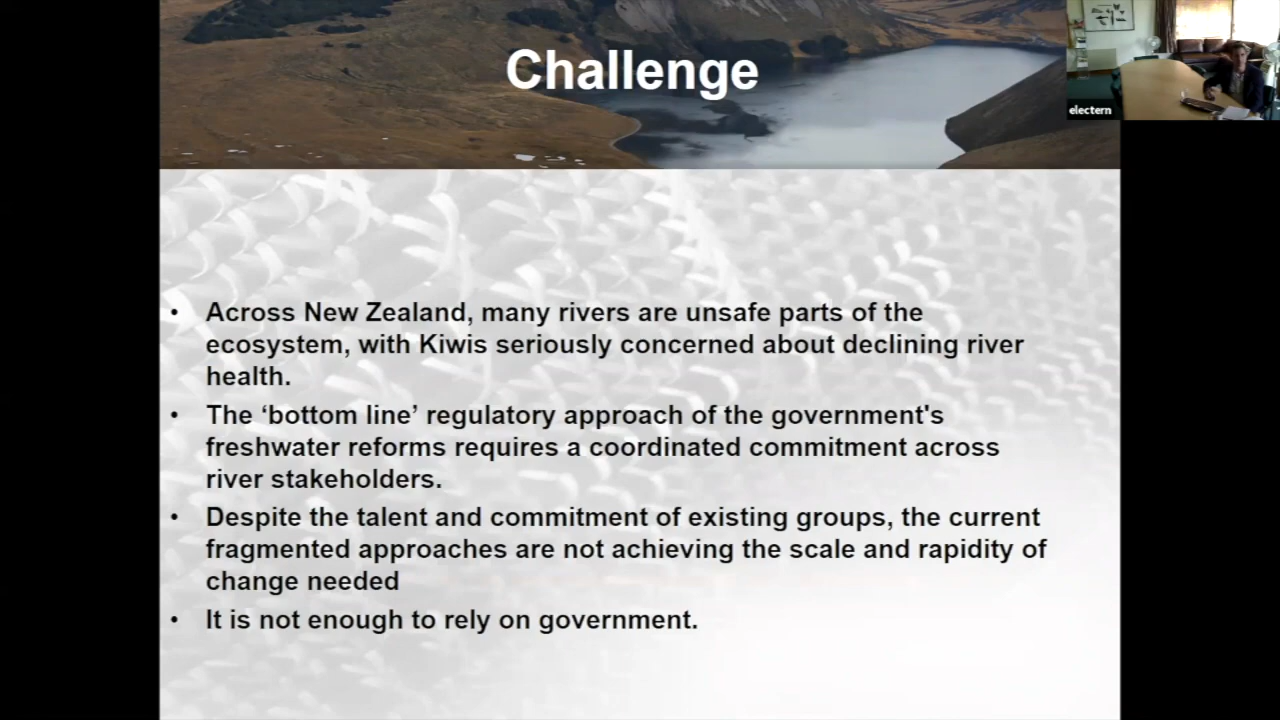 Challenge
electern
• Across New Zealand, many rivers are unsafe parts of the
ecosystem, with Kiwis seriously concerned about declining river
health.
• The ‘bottom line’ regulatory approach of the government's
freshwater reforms requires a coordinated commitment across
river stakeholders.
• Despite the talent and commitment of existing groups, the current
fragmented approaches are not achieving the scale and rapidity of
change needed
• It is not enough to rely on government.